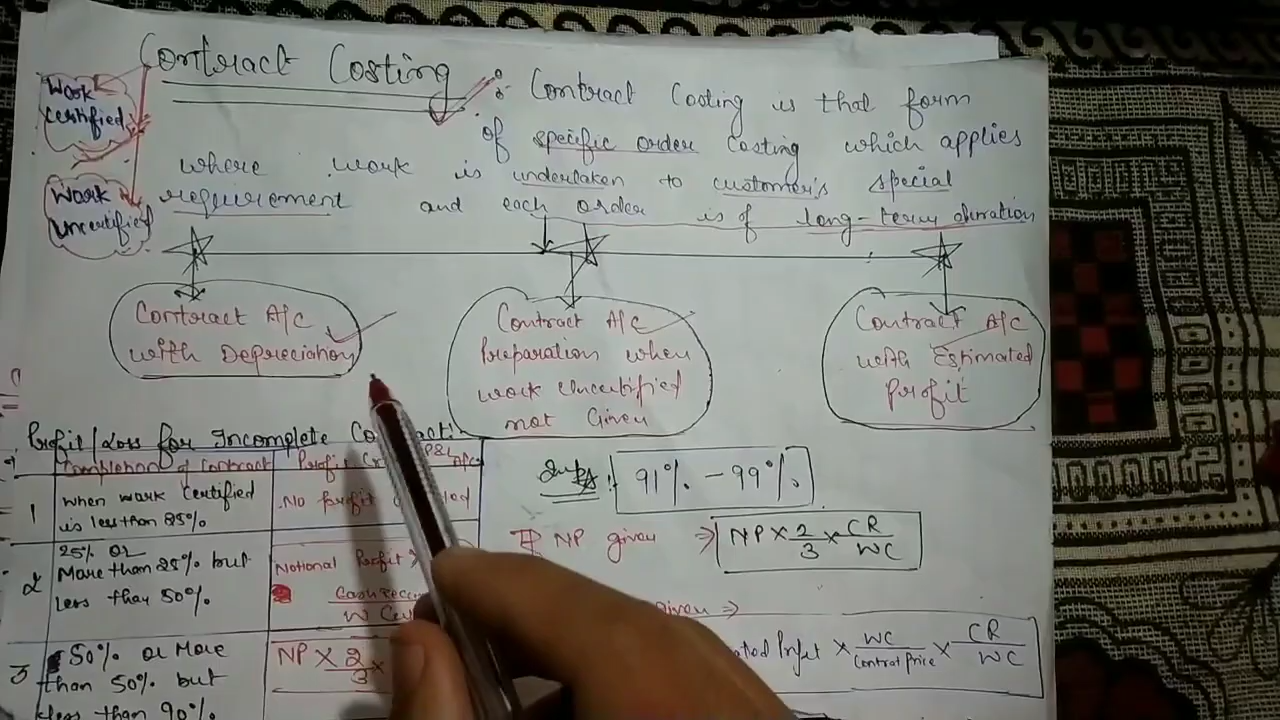 Contract Costing :- Contract Costing is that form
of specific order Costing which applies
where work is undertaken to customer's special
requirement and each order is of long-term duration
Work
certified
Work
Uncertified
Contract A/C
with Depreciation
Contract A/C
Preparation when
work Uncertified
not Given
Contract A/C
with Estimated
Profit
Profit/Loss for Incomplete
Completion of Contract
P&L
A/c
1
when work Certified
is less than 25%
No profit
2
25% or
More than 25% but
less than 50%
Notional Profit
3
50% or More
than 50% but
less than 90%
NP × 2/3 ×
91% - 99%
If NP given ⇒ NP × 2/3 × CR/WC
given ⇒
Profit × WC/Contract Price × CR/WC